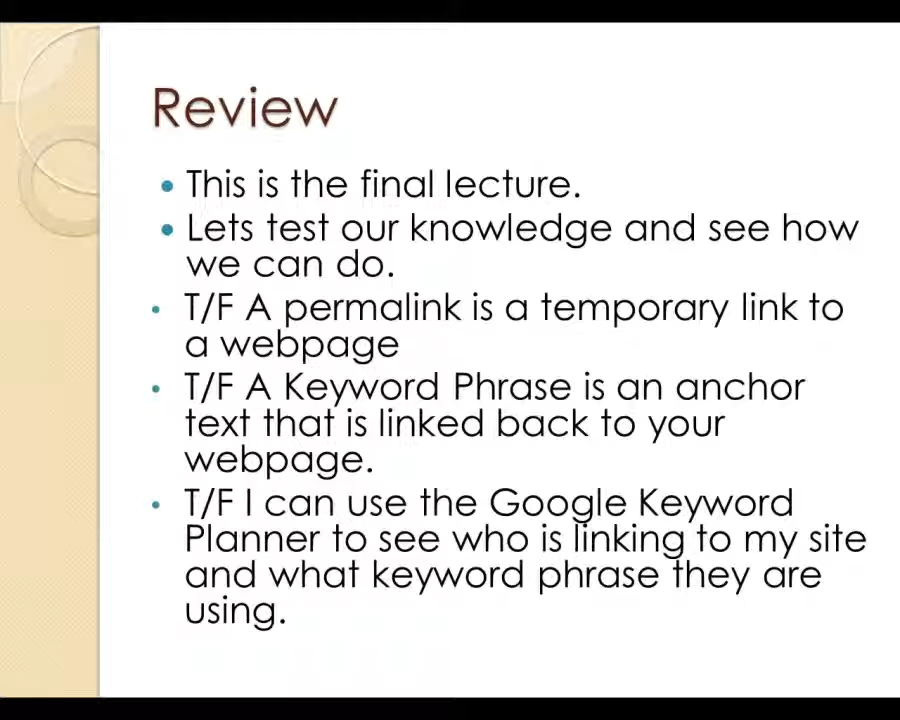 Review
• This is the final lecture.
• Lets test our knowledge and see how
we can do.
• T/F A permalink is a temporary link to
a webpage
• T/F A Keyword Phrase is an anchor
text that is linked back to your
webpage.
• T/F I can use the Google Keyword
Planner to see who is linking to my site
and what keyword phrase they are
using.